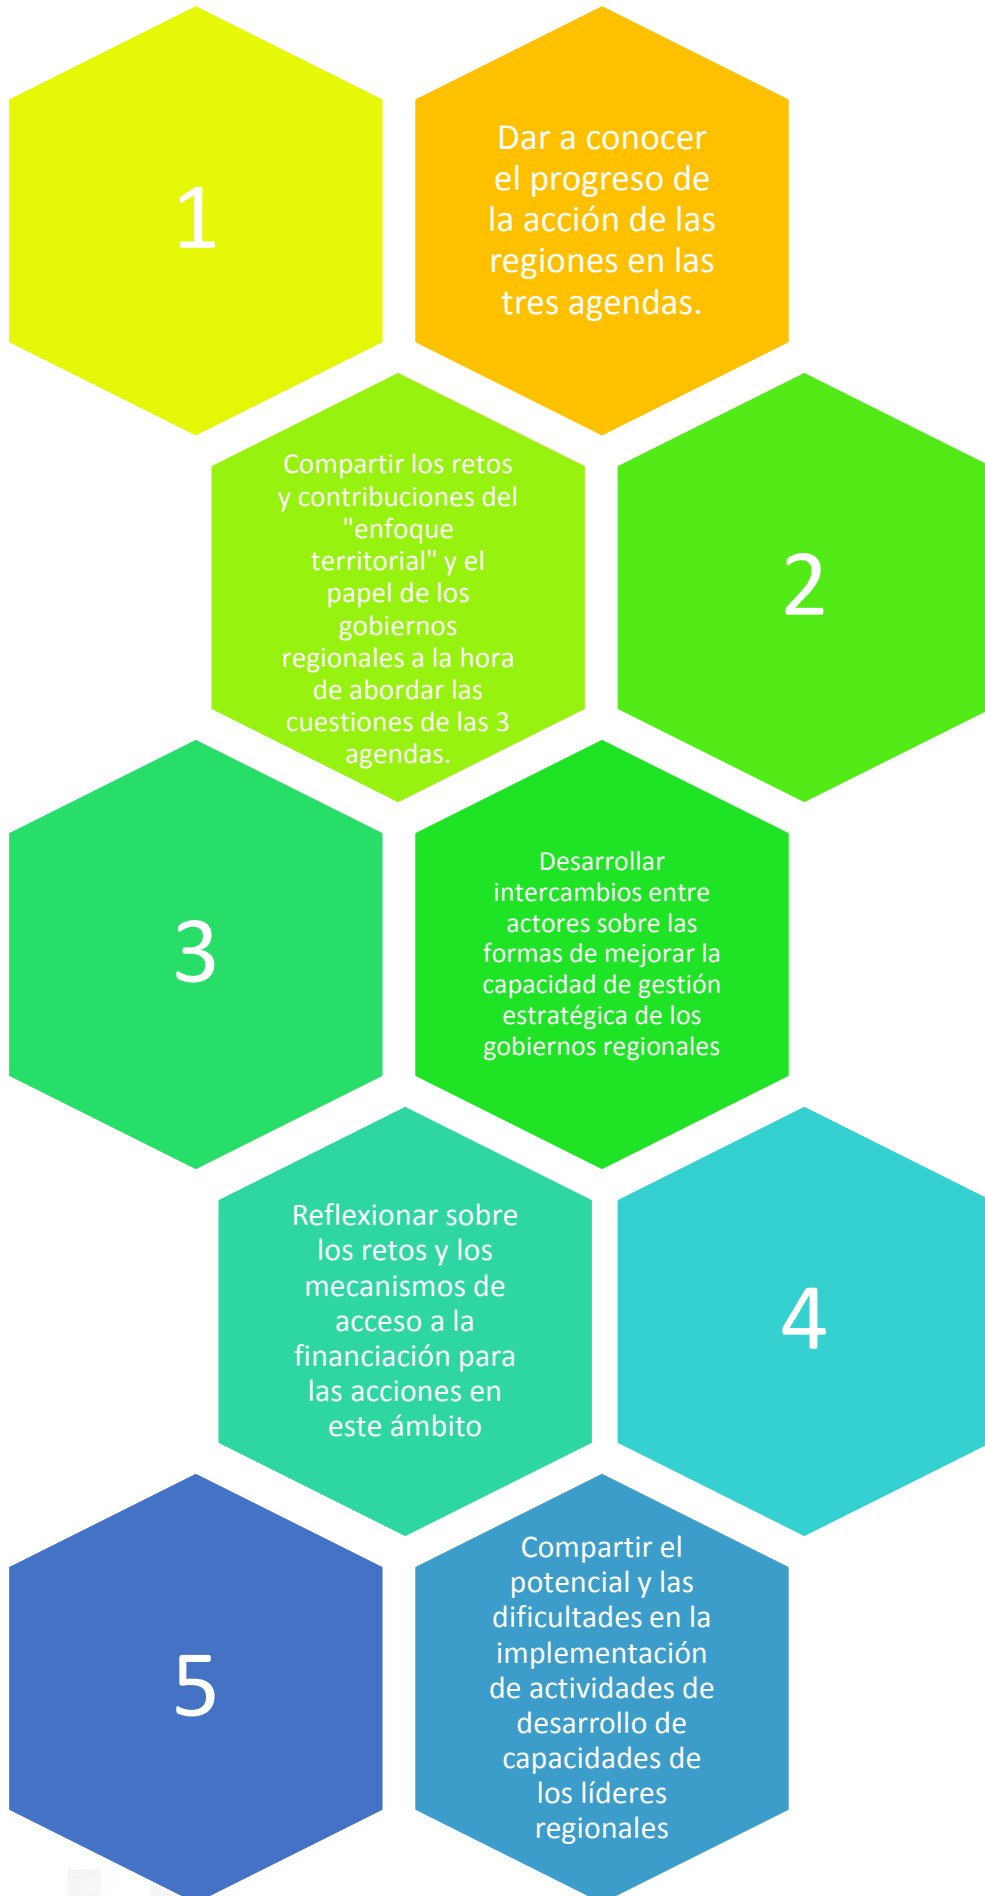 1
Dar a conocer
el progreso de
la acción de las
regiones en las
tres agendas.
Compartir los retos
y contribuciones del
"enfoque
territorial" y el
papel de los
gobiernos
regionales a la hora
de abordar las
cuestiones de las 3
agendas.
2
3
Desarrollar
intercambios entre
actores sobre las
formas de mejorar la
capacidad de gestión
estratégica de los
gobiernos regionales
Reflexionar sobre
los retos y los
mecanismos de
acceso a la
financiación para
las acciones en
este ámbito
4
5
Compartir el
potencial y las
dificultades en la
implementación
de actividades de
desarrollo de
capacidades de
los líderes
regionales